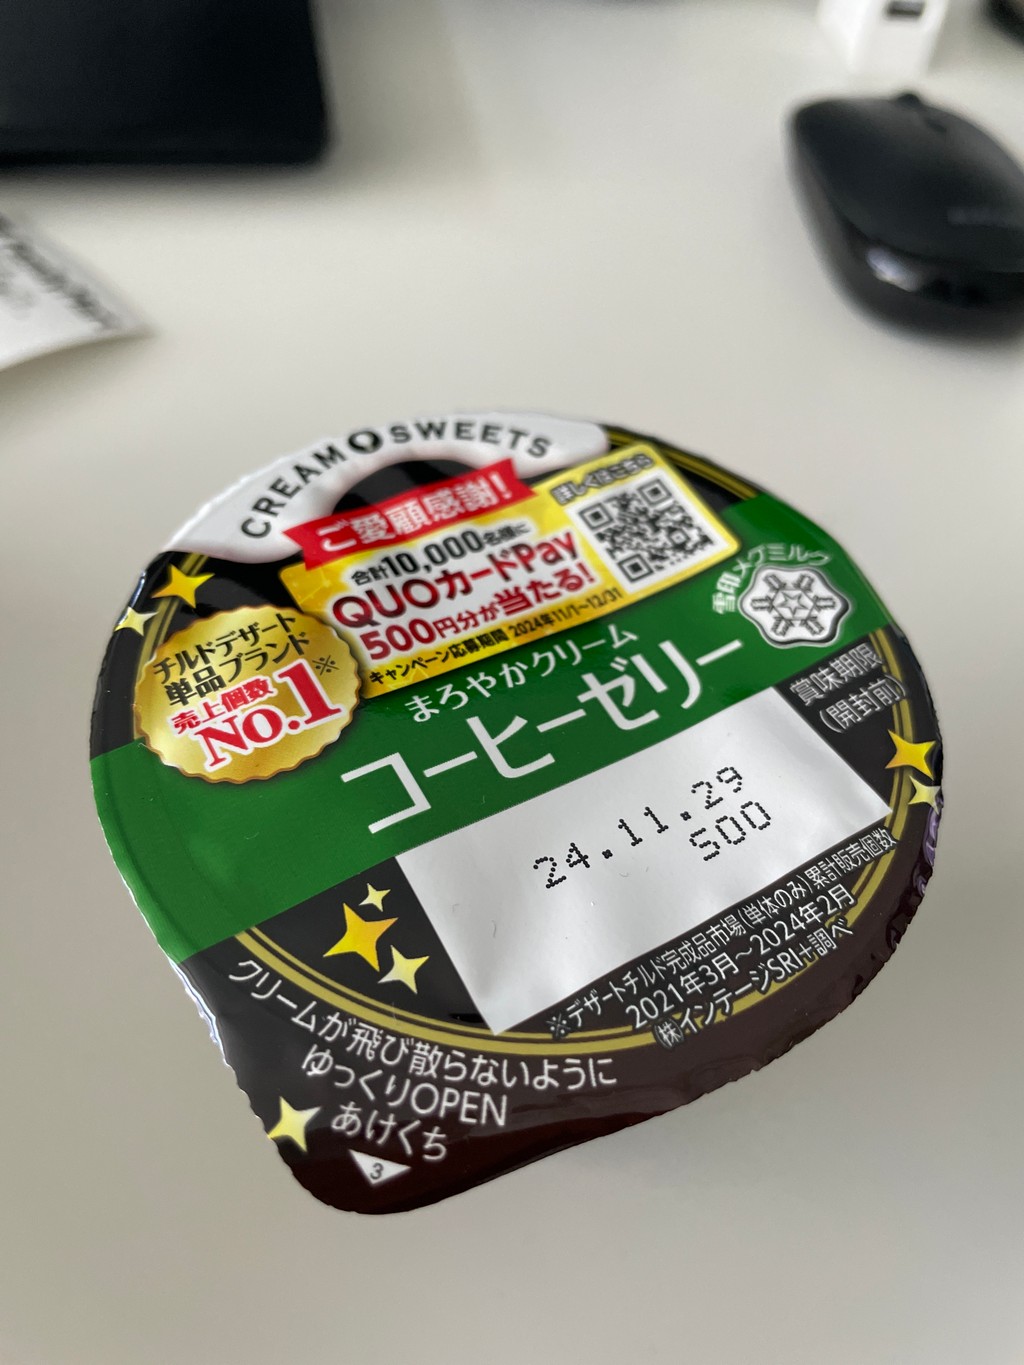 CREAM SWEETS
ご愛顧感謝!
合計10,000名様に
QUOカードPay
500円分が当たる!
キャンペーン応募期間 2024年11/1~12/31
詳しくはこちら
雪印メグミルク
チルドデザート
単品ブランド※
売上個数
No.1
まろやかクリーム
コーヒーゼリー
賞味期限
(開封前)
24.11.29
500
※デザートチルド完成品市場(単体のみ)累計販売個数
2021年3月~2024年2月
(株)インテージSRI+調べ
クリームが飛び散らないように
ゆっくりOPEN
あけくち
3